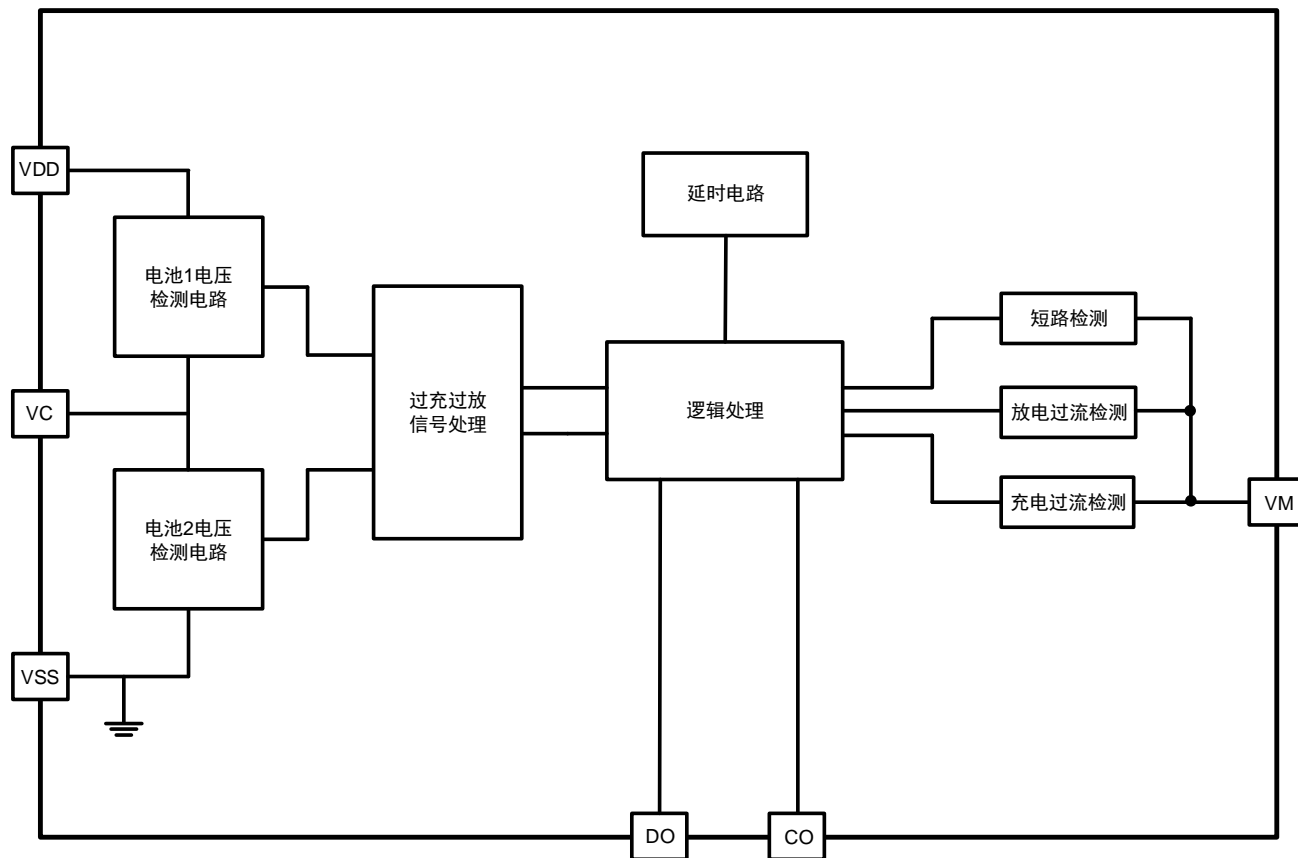 VDD
延时电路
电池1电压
检测电路
短路检测
VC
过充过放
信号处理
逻辑处理
放电过流检测
电池2电压
检测电路
充电过流检测
VM
VSS
DO
CO